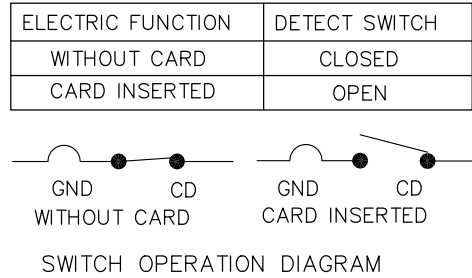 ELECTRIC FUNCTION DETECT SWITCH
WITHOUT CARD CLOSED
CARD INSERTED OPEN
GND CD GND CD
WITHOUT CARD CARD INSERTED
SWITCH OPERATION DIAGRAM